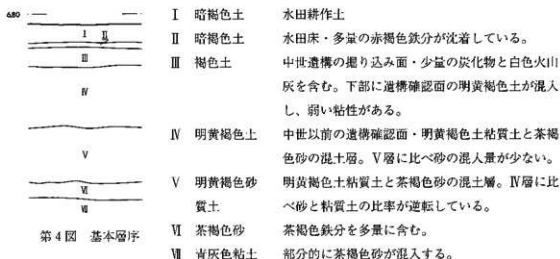 6.80
Ⅰ 暗褐色土 水田耕作土
Ⅱ 暗褐色土 水田床・多量の赤褐色鉄分が沈着している。
Ⅲ 褐色土 中世遺構の掘り込み面・少量の炭化物と白色火山
灰を含む。下部に遺構確認面の明黄褐色土が混入
し、弱い粘性がある。
Ⅳ 明黄褐色土 中世以前の遺構確認面・明黄褐色土粘質土と茶褐
色砂の混土層。Ⅴ層に比べ砂の混入量が少ない。
Ⅴ 明黄褐色砂 明黄褐色土粘質土と茶褐色砂の混土層。Ⅳ層に比
質土 べ砂と粘質土の比率が逆転している。
Ⅵ 茶褐色砂 茶褐色鉄分を多量に含む。
Ⅶ 青灰色粘土 部分的に茶褐色砂が混入する。
Ⅰ Ⅱ
Ⅲ
Ⅳ
Ⅴ
Ⅵ
Ⅶ
第4図 基本層序